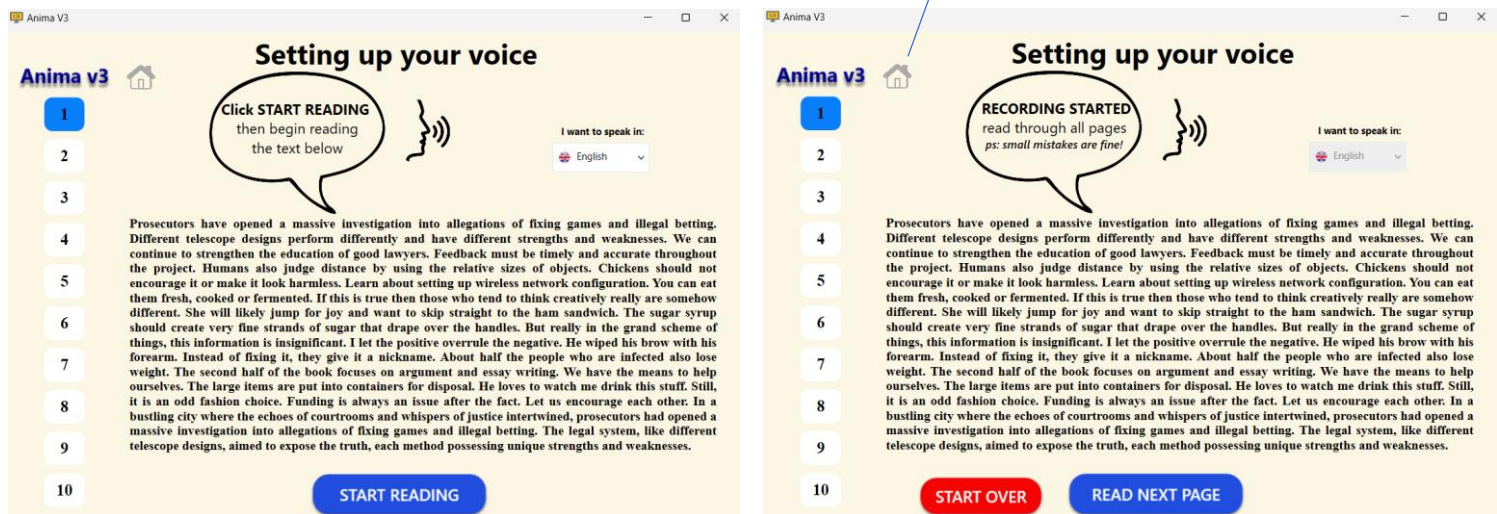 Anima V3
Setting up your voice
Anima v3
Click START READING
then begin reading
the text below
I want to speak in:
English
1
2
3
4
5
6
7
8
9
10
Prosecutors have opened a massive investigation into allegations of fixing games and illegal betting.
Different telescope designs perform differently and have different strengths and weaknesses. We can
continue to strengthen the education of good lawyers. Feedback must be timely and accurate throughout
the project. Humans also judge distance by using the relative sizes of objects. Chickens should not
encourage it or make it look harmless. Learn about setting up wireless network configuration. You can eat
them fresh, cooked or fermented. If this is true then those who tend to think creatively really are somehow
different. She will likely jump for joy and want to skip straight to the ham sandwich. The sugar syrup
should create very fine strands of sugar that drape over the handles. But really in the grand scheme of
things, this information is insignificant. I let the positive overrule the negative. He wiped his brow with his
forearm. Instead of fixing it, they give it a nickname. About half the people who are infected also lose
weight. The second half of the book focuses on argument and essay writing. We have the means to help
ourselves. The large items are put into containers for disposal. He loves to watch me drink this stuff. Still,
it is an odd fashion choice. Funding is always an issue after the fact. Let us encourage each other. In a
bustling city where the echoes of courtrooms and whispers of justice intertwined, prosecutors had opened a
massive investigation into allegations of fixing games and illegal betting. The legal system, like different
telescope designs, aimed to expose the truth, each method possessing unique strengths and weaknesses.
START READING
Anima V3
Setting up your voice
Anima v3
RECORDING STARTED
read through all pages
ps: small mistakes are fine!
I want to speak in:
English
1
2
3
4
5
6
7
8
9
10
Prosecutors have opened a massive investigation into allegations of fixing games and illegal betting.
Different telescope designs perform differently and have different strengths and weaknesses. We can
continue to strengthen the education of good lawyers. Feedback must be timely and accurate throughout
the project. Humans also judge distance by using the relative sizes of objects. Chickens should not
encourage it or make it look harmless. Learn about setting up wireless network configuration. You can eat
them fresh, cooked or fermented. If this is true then those who tend to think creatively really are somehow
different. She will likely jump for joy and want to skip straight to the ham sandwich. The sugar syrup
should create very fine strands of sugar that drape over the handles. But really in the grand scheme of
things, this information is insignificant. I let the positive overrule the negative. He wiped his brow with his
forearm. Instead of fixing it, they give it a nickname. About half the people who are infected also lose
weight. The second half of the book focuses on argument and essay writing. We have the means to help
ourselves. The large items are put into containers for disposal. He loves to watch me drink this stuff. Still,
it is an odd fashion choice. Funding is always an issue after the fact. Let us encourage each other. In a
bustling city where the echoes of courtrooms and whispers of justice intertwined, prosecutors had opened a
massive investigation into allegations of fixing games and illegal betting. The legal system, like different
telescope designs, aimed to expose the truth, each method possessing unique strengths and weaknesses.
START OVER
READ NEXT PAGE